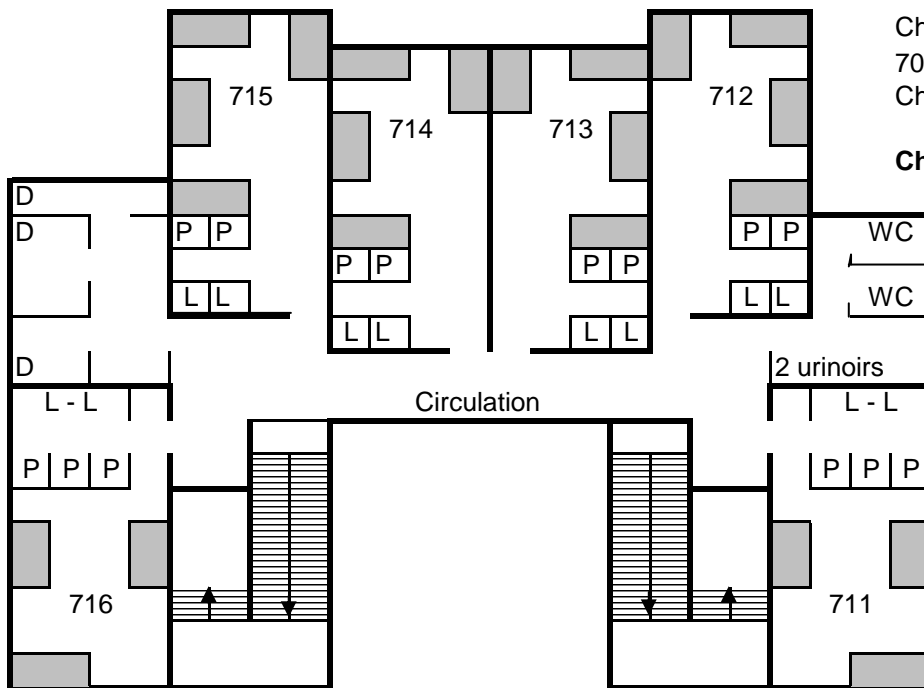 Ch
70
Ch
Ch
715
714
713
712
D
D
D
P P
L L
P P
L L
P P
L L
P P
L L
WC
WC
2 urinoirs
L - L
L - L
Circulation
P P P
P P P
716
711